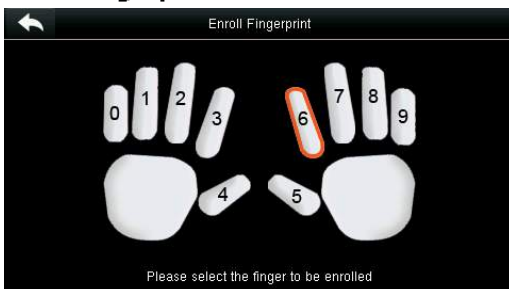 Enroll Fingerprint
0 1 2 3 6 7 8 9
4 5
Please select the finger to be enrolled